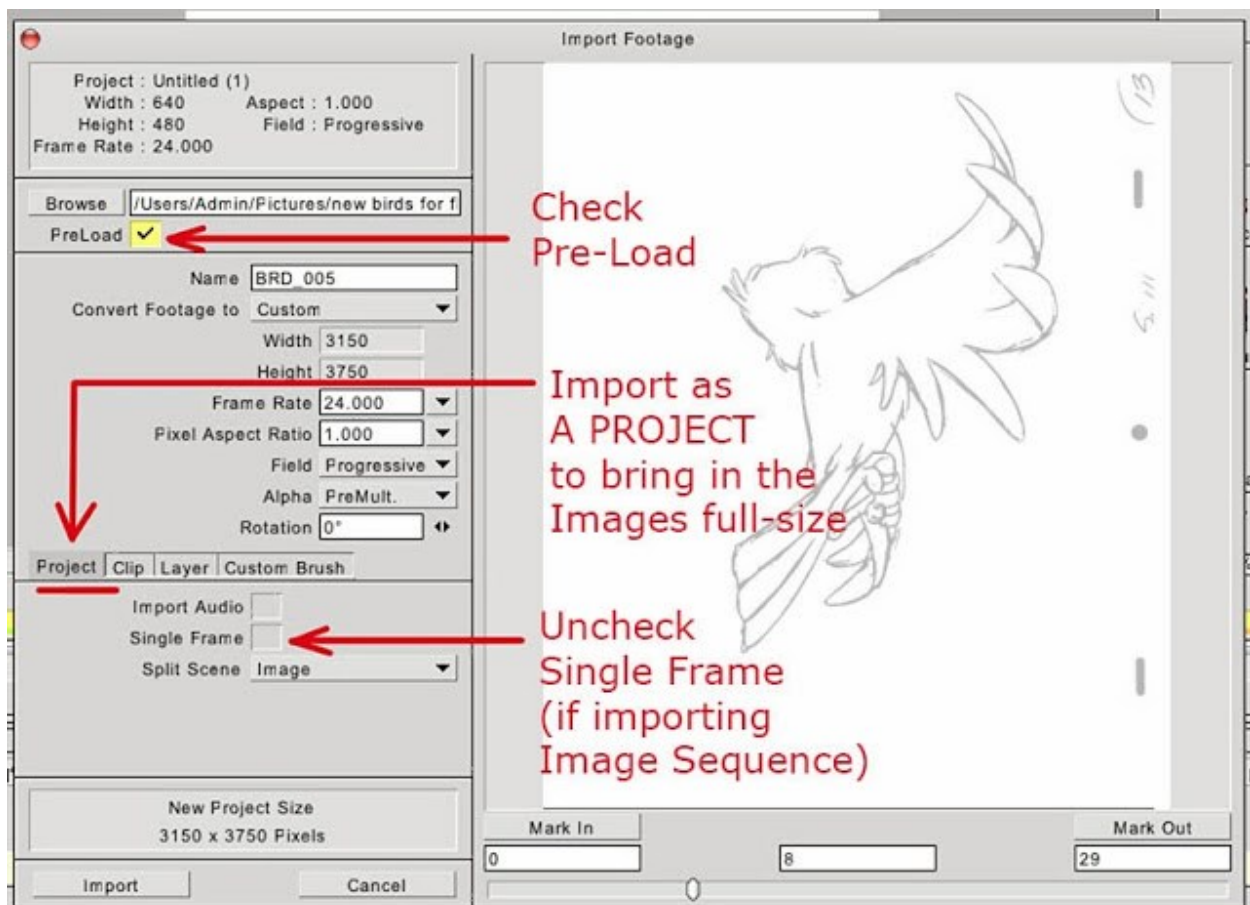 Import Footage
Project : Untitled (1)
Width : 640 Aspect : 1.000
Height : 480 Field : Progressive
Frame Rate : 24.000
Browse /Users/Admin/Pictures/new birds for f
PreLoad
Name BRD_005
Convert Footage to Custom
Width 3150
Height 3750
Frame Rate 24.000
Pixel Aspect Ratio 1.000
Field Progressive
Alpha PreMult.
Rotation 0°
Project Clip Layer Custom Brush
Import Audio
Single Frame
Split Scene Image
New Project Size
3150 x 3750 Pixels
Import Cancel
Check
Pre-Load
Import as
A PROJECT
to bring in the
Images full-size
Uncheck
Single Frame
(if importing
Image Sequence)
13
Mark In Mark Out
0 8 29